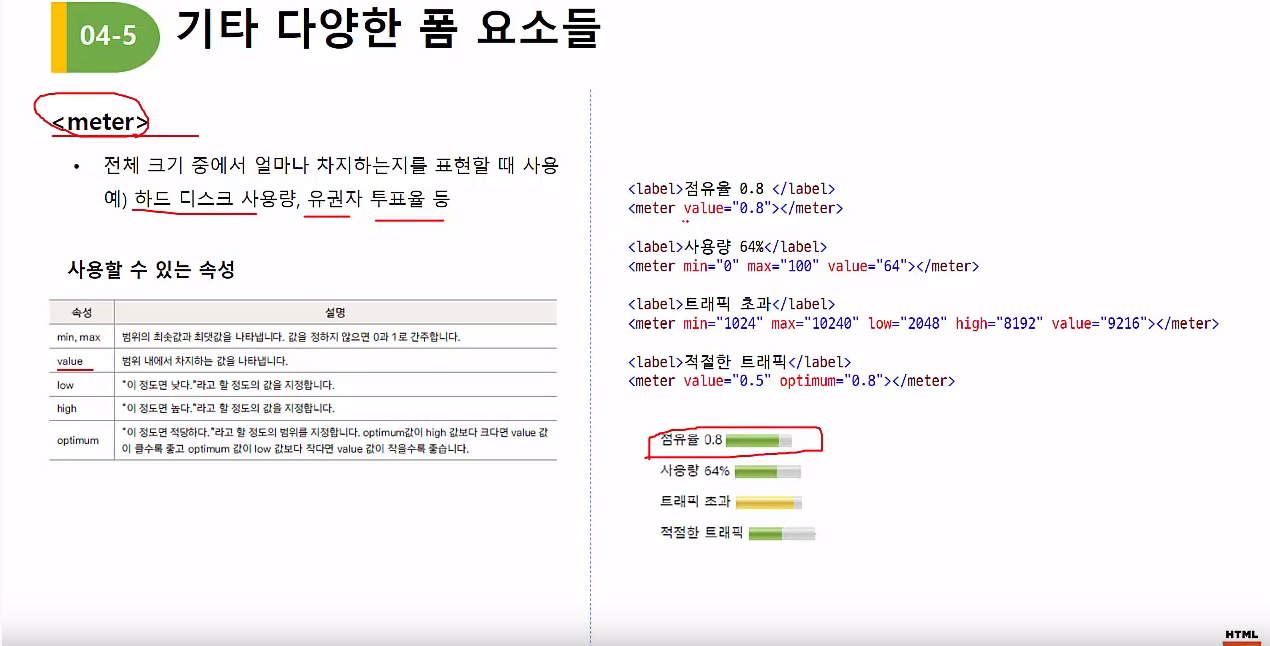 04-5 기타 다양한 폼 요소들
<meter>
• 전체 크기 중에서 얼마나 차지하는지를 표현할 때 사용
예) 하드 디스크 사용량, 유권자 투표율 등
사용할 수 있는 속성
속성 설명
min, max 범위의 최솟값과 최댓값을 나타냅니다. 값을 정하지 않으면 0과 1로 간주합니다.
value 범위 내에서 차지하는 값을 나타냅니다.
low "이 정도면 낮다."라고 할 정도의 값을 지정합니다.
high "이 정도면 높다."라고 할 정도의 값을 지정합니다.
optimum "이 정도면 적당하다."라고 할 정도의 범위를 지정합니다. optimum값이 high 값보다 크다면 value 값
이 클수록 좋고 optimum 값이 low 값보다 작다면 value 값이 작을수록 좋습니다.
<label>점유율 0.8 </label>
<meter value="0.8"></meter>
<label>사용량 64%</label>
<meter min="0" max="100" value="64"></meter>
<label>트래픽 초과</label>
<meter min="1024" max="10240" low="2048" high="8192" value="9216"></meter>
<label>적절한 트래픽</label>
<meter value="0.5" optimum="0.8"></meter>
점유율 0.8
사용량 64%
트래픽 초과
적절한 트래픽
HTML